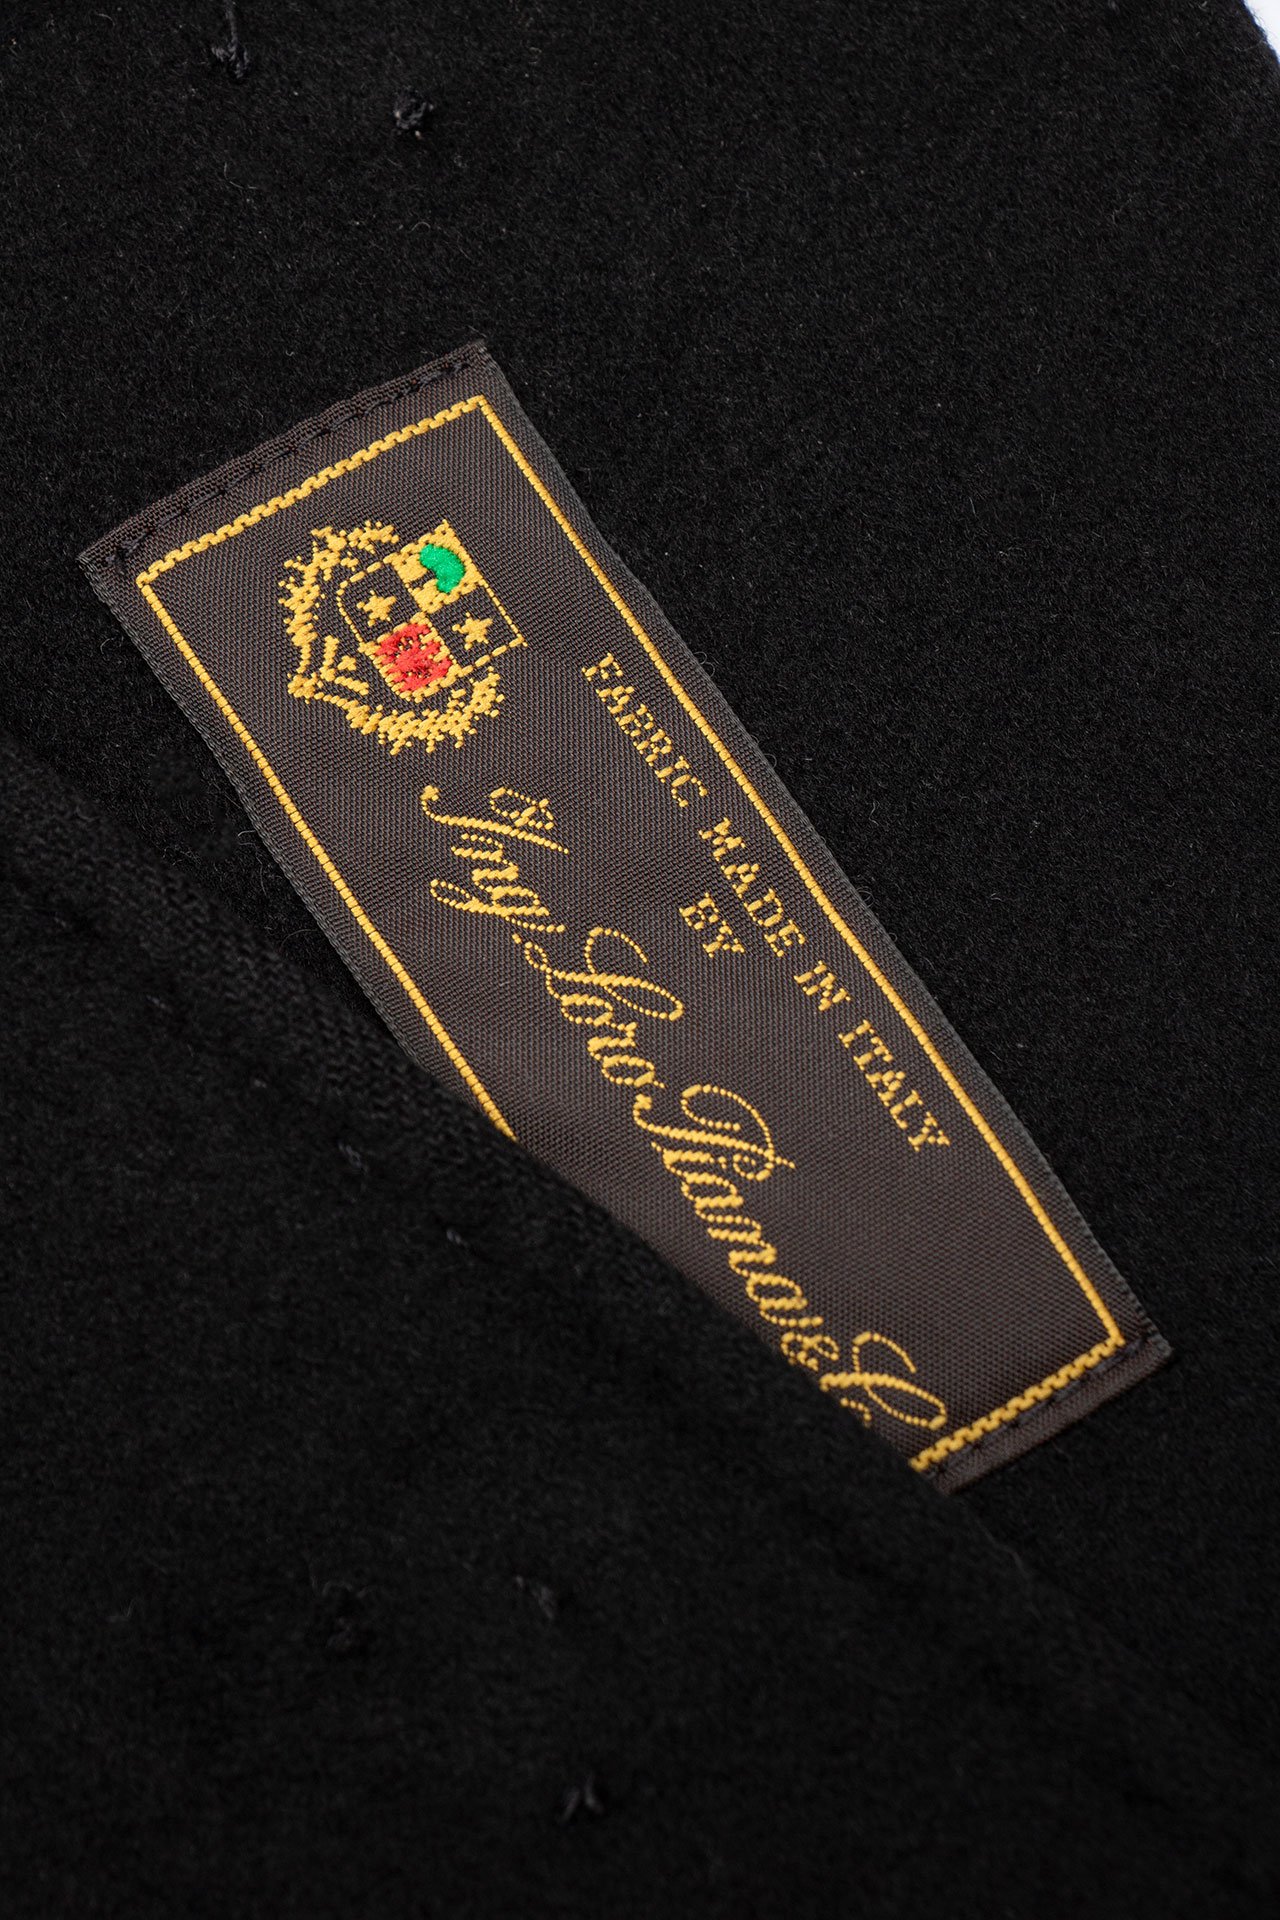 FABRIC MADE IN ITALY
BY
Ing. Loro Piana & C.